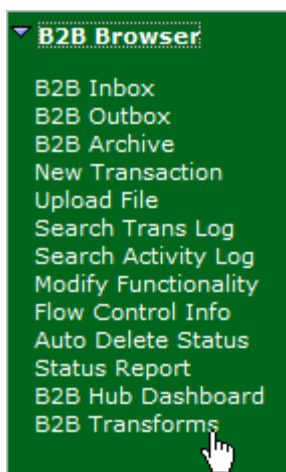 B2B Browser
B2B Inbox
B2B Outbox
B2B Archive
New Transaction
Upload File
Search Trans Log
Search Activity Log
Modify Functionality
Flow Control Info
Auto Delete Status
Status Report
B2B Hub Dashboard
B2B Transforms